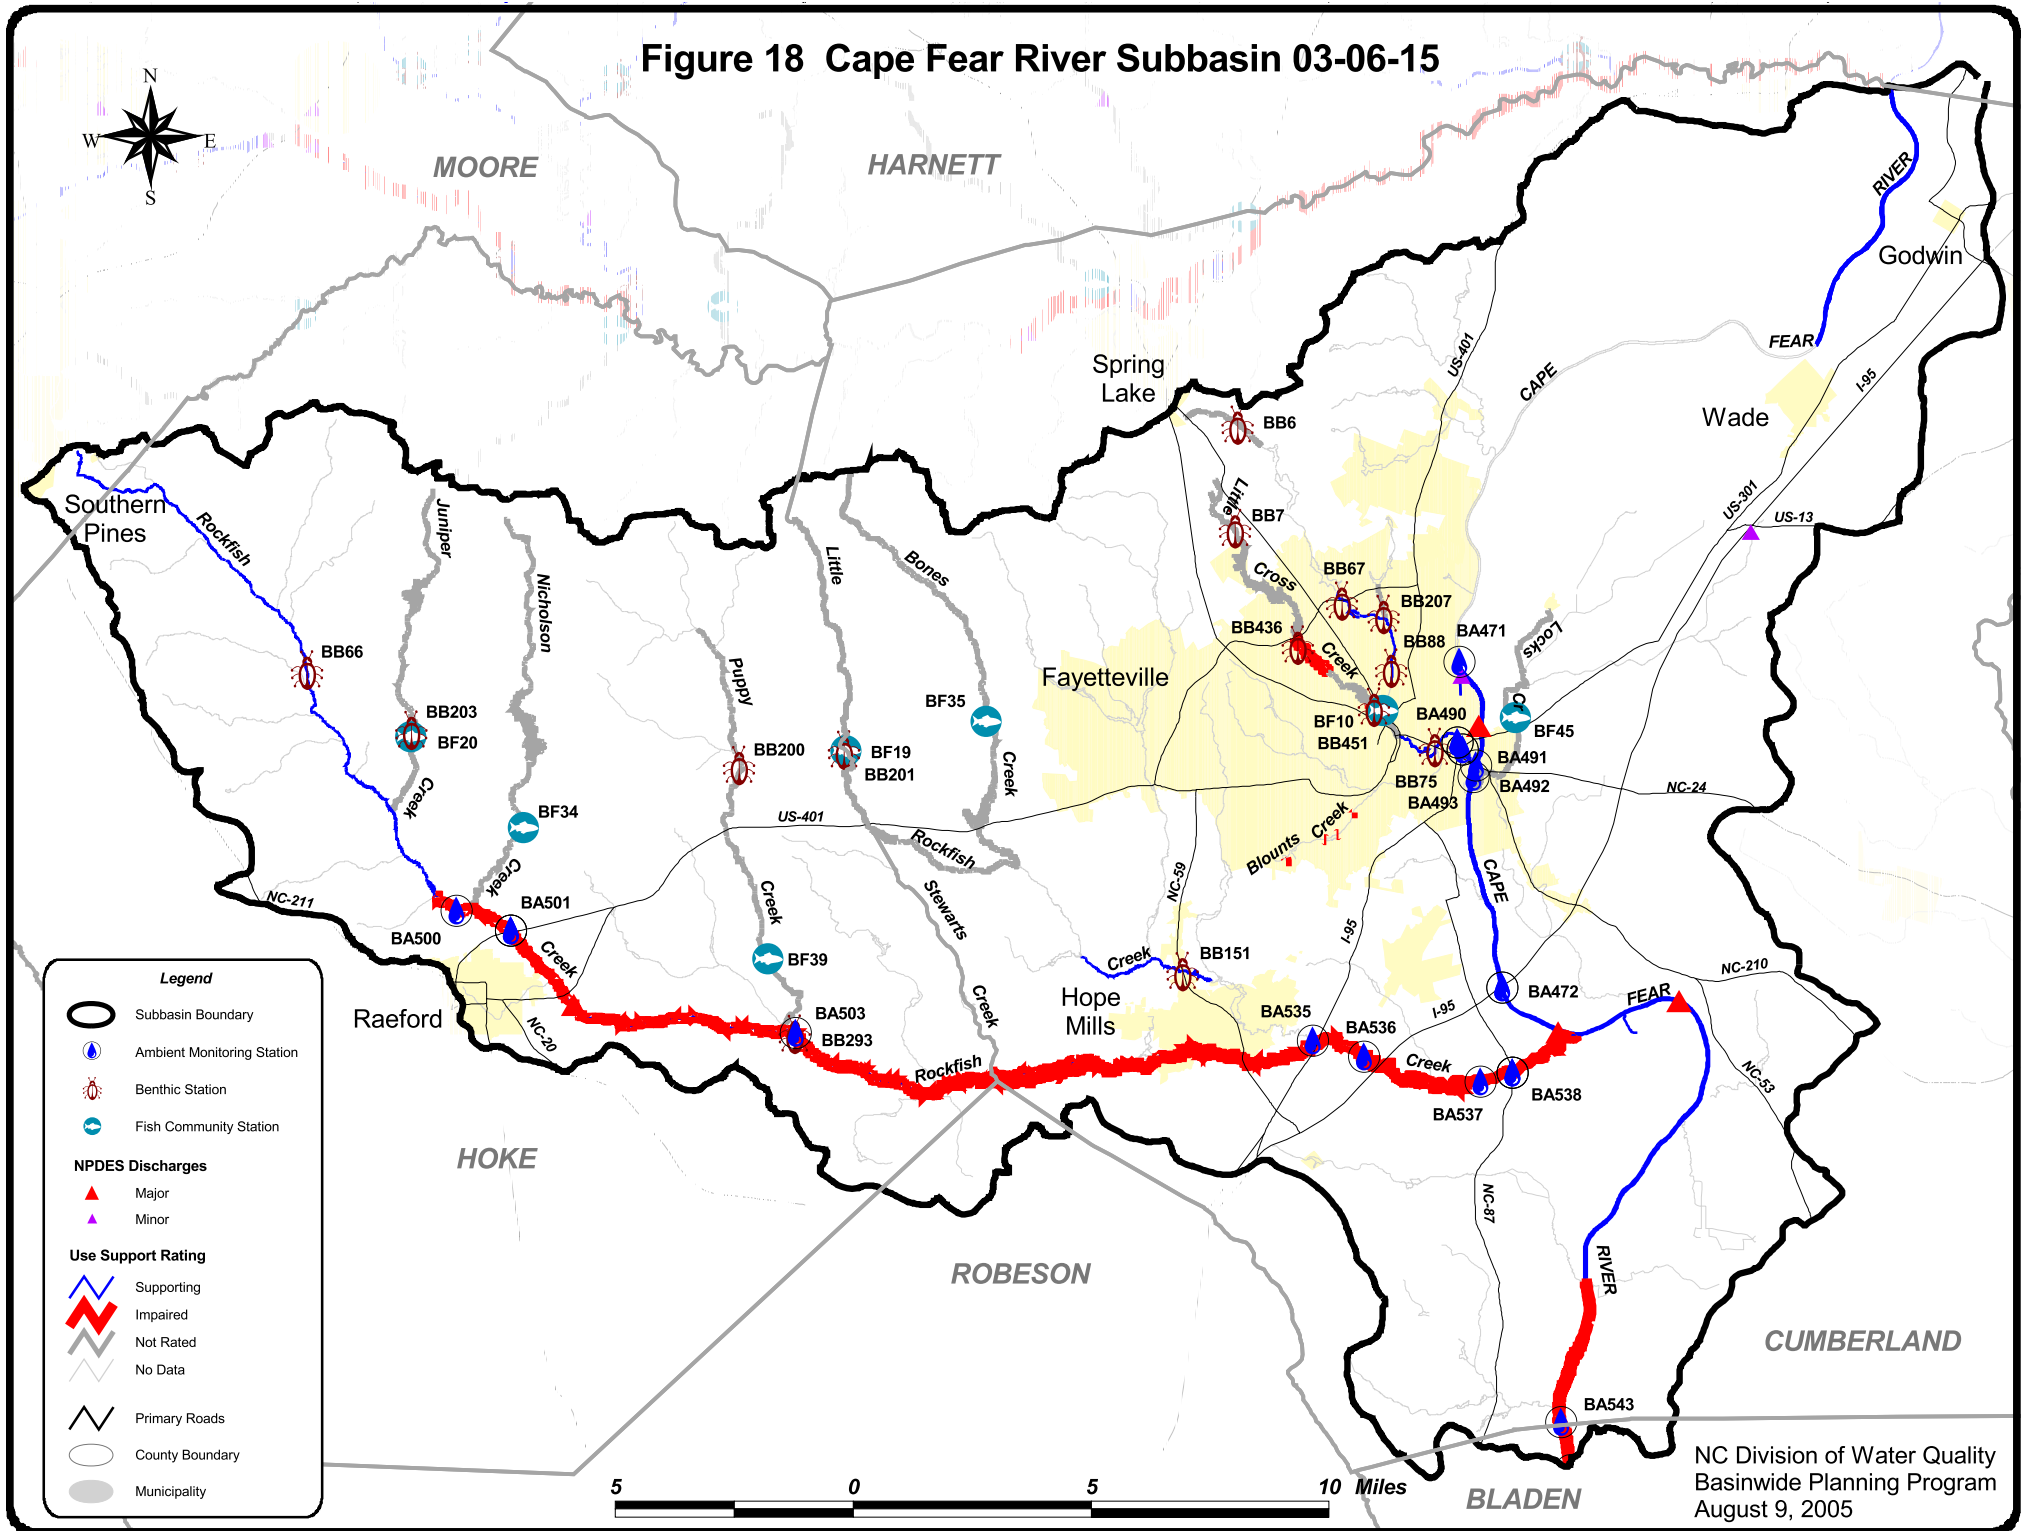 Figure 18 Cape Fear River Subbasin 03-06-15
N
W
E
S
MOORE
HARNETT
RIVER
Godwin
FEAR
CAPE
US-401
I-95
Wade
Spring
Lake
BB6
Southern
Pines
Rockfish
Juniper
Nicholson
Little
Bones
Little
BB7
Cross
US-301
US-13
BB67
BB207
BB436
BB88
BA471
Creek
Locks
Cr
BB66
Puppy
Fayetteville
BF35
BB203
BF20
BB200
BF19
BB201
BF10
BB451
BA490
BF45
BA491
BB75
BA492
BA493
NC-24
Creek
Creek
BF34
US-401
Rockfish
Blounts
Creek
Creek
NC-211
BA501
BA500
Creek
Creek
Stewarts
NC-59
CAPE
I-95
BF39
Creek
BB151
NC-210
BA472
FEAR
Hope
Mills
Raeford
NC-20
BA503
BB293
Creek
BA535
BA536
I-95
Rockfish
Creek
BA537
BA538
NC-53
HOKE
NC-87
RIVER
ROBESON
CUMBERLAND
BA543
BLADEN
Legend
Subbasin Boundary
Ambient Monitoring Station
Benthic Station
Fish Community Station
NPDES Discharges
Major
Minor
Use Support Rating
Supporting
Impaired
Not Rated
No Data
Primary Roads
County Boundary
Municipality
5 0 5 10 Miles
NC Division of Water Quality
Basinwide Planning Program
August 9, 2005